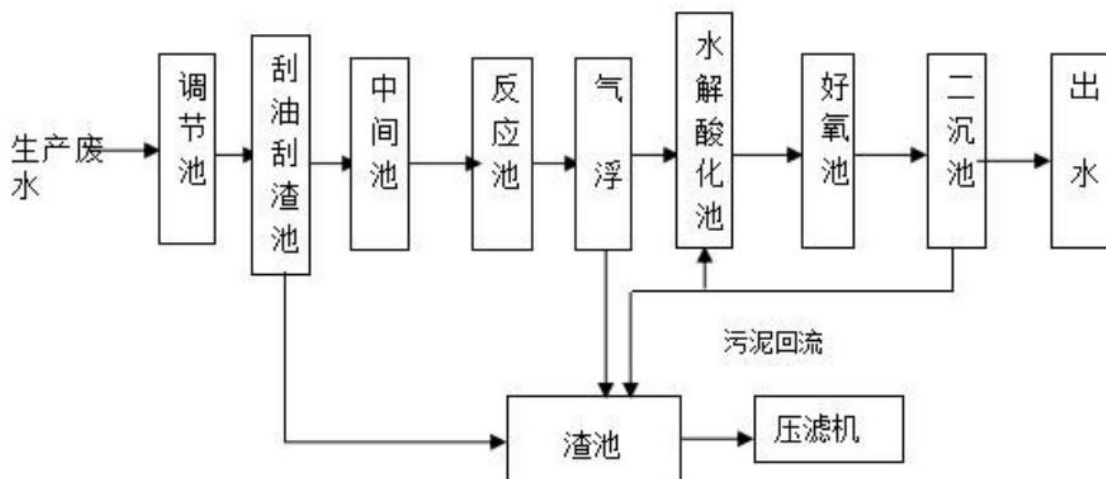 生产废
水
调节池
刮油刮渣池
中间池
反应池
气浮
水解酸化池
好氧池
二沉池
出水
污泥回流
渣池
压滤机